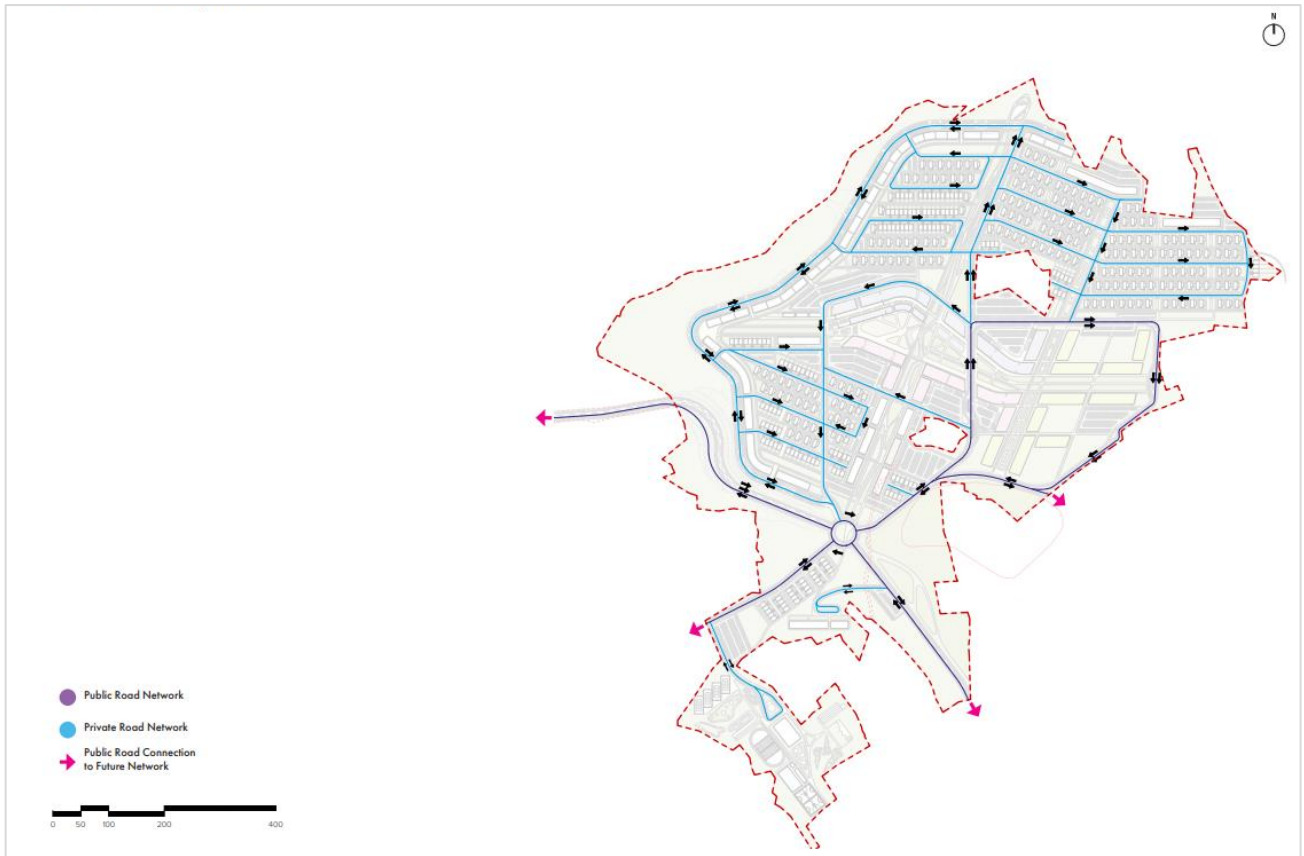 N
Public Road Network
Private Road Network
Public Road Connection
to Future Network
0 50 100 200 400